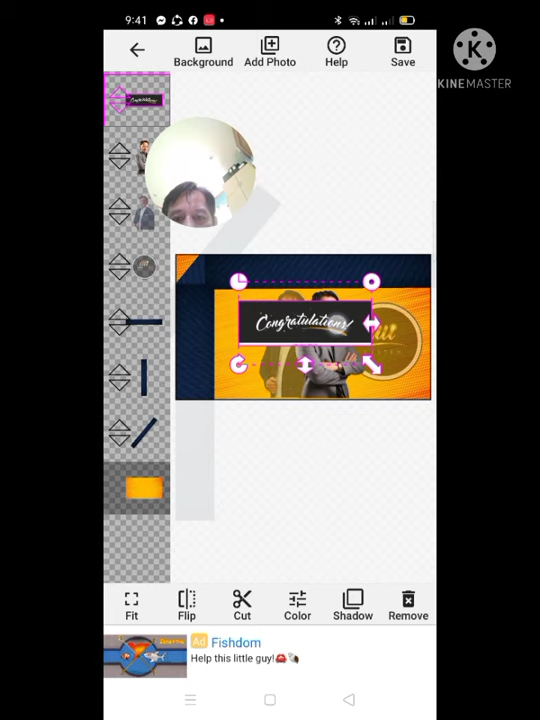 9:41
Background
Add Photo
Help
Save
KINEMASTER
Congratulations
Congratulations
Fit
Flip
Cut
Color
Shadow
Remove
Ad
Fishdom
Help this little guy!